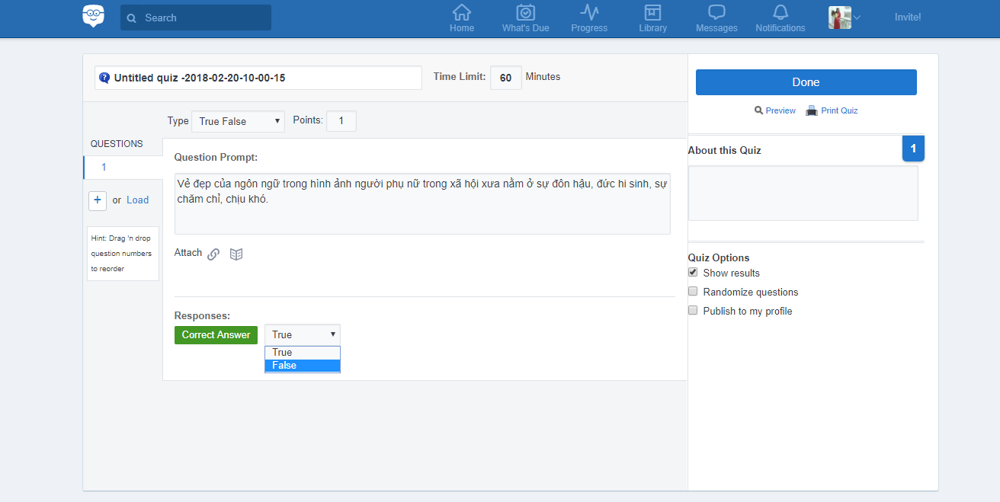 Search
Home
What's Due
Progress
Library
Messages
Notifications
Invite!
? Untitled quiz -2018-02-20-10-00-15
Time Limit: 60 Minutes
Done
Preview
Print Quiz
Type True False Points: 1
QUESTIONS
1
+ or Load
Hint: Drag 'n drop
question numbers
to reorder
Question Prompt:
Vẻ đẹp của ngôn ngữ trong hình ảnh người phụ nữ trong xã hội xưa nằm ở sự đôn hậu, đức hi sinh, sự
chăm chỉ, chịu khó.
Attach
Responses:
Correct Answer True
True
False
About this Quiz 1
Quiz Options
Show results
Randomize questions
Publish to my profile